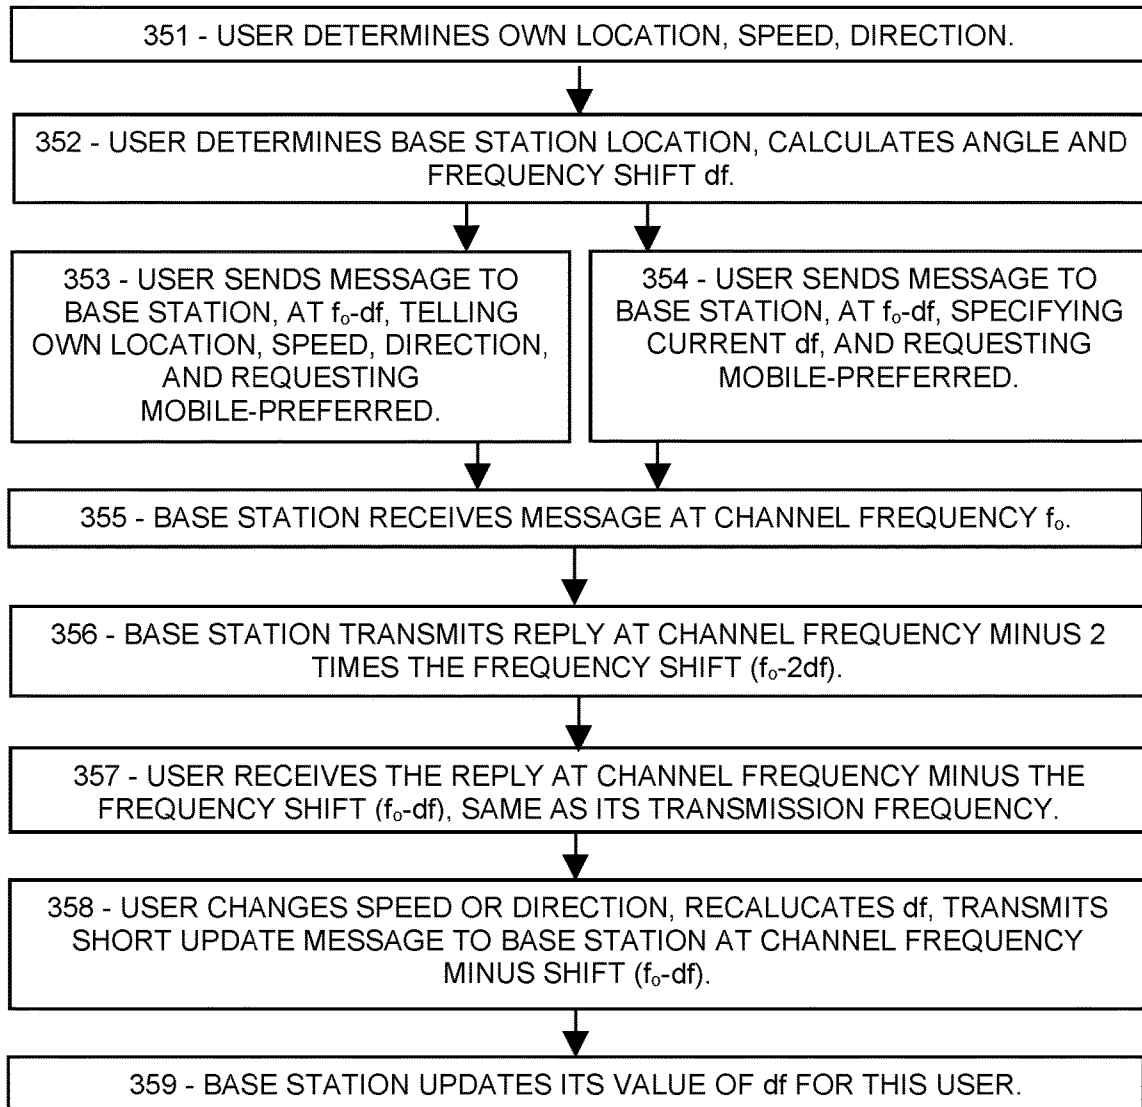 351 - USER DETERMINES OWN LOCATION, SPEED, DIRECTION.
352 - USER DETERMINES BASE STATION LOCATION, CALCULATES ANGLE AND
FREQUENCY SHIFT df.
353 - USER SENDS MESSAGE TO
BASE STATION, AT fₒ-df, TELLING
OWN LOCATION, SPEED, DIRECTION,
AND REQUESTING
MOBILE-PREFERRED.
354 - USER SENDS MESSAGE TO
BASE STATION, AT fₒ-df, SPECIFYING
CURRENT df, AND REQUESTING
MOBILE-PREFERRED.
355 - BASE STATION RECEIVES MESSAGE AT CHANNEL FREQUENCY fₒ.
356 - BASE STATION TRANSMITS REPLY AT CHANNEL FREQUENCY MINUS 2
TIMES THE FREQUENCY SHIFT (fₒ-2df).
357 - USER RECEIVES THE REPLY AT CHANNEL FREQUENCY MINUS THE
FREQUENCY SHIFT (fₒ-df), SAME AS ITS TRANSMISSION FREQUENCY.
358 - USER CHANGES SPEED OR DIRECTION, RECALUCATES df, TRANSMITS
SHORT UPDATE MESSAGE TO BASE STATION AT CHANNEL FREQUENCY
MINUS SHIFT (fₒ-df).
359 - BASE STATION UPDATES ITS VALUE OF df FOR THIS USER.